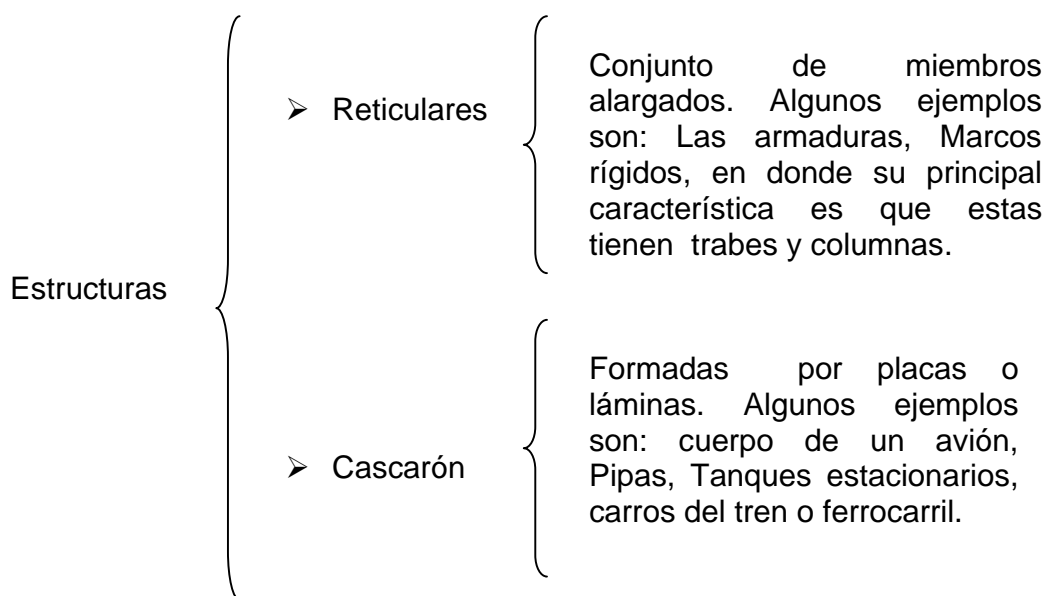 Estructuras
➢ Reticulares
Conjunto de miembros
alargados. Algunos ejemplos
son: Las armaduras, Marcos
rígidos, en donde su principal
característica es que estas
tienen trabes y columnas.
➢ Cascarón
Formadas por placas o
láminas. Algunos ejemplos
son: cuerpo de un avión,
Pipas, Tanques estacionarios,
carros del tren o ferrocarril.